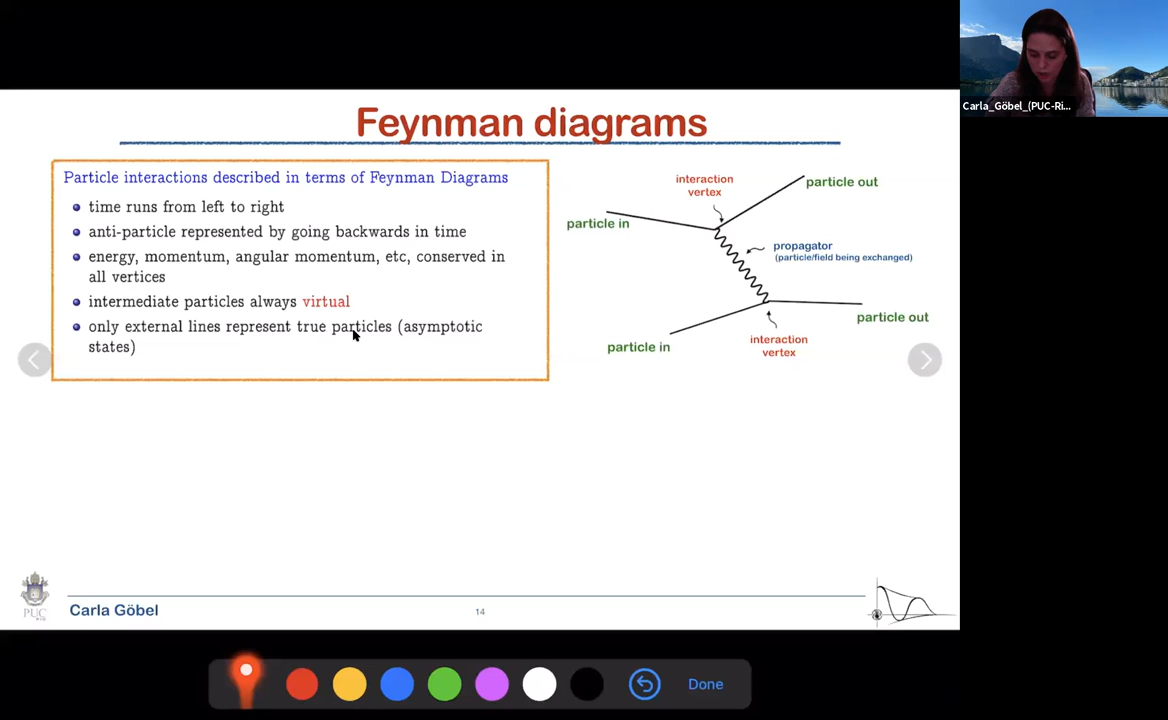 Carla_Göbel_(PUC-Ri...
Feynman diagrams
Particle interactions described in terms of Feynman Diagrams
time runs from left to right
anti-particle represented by going backwards in time
energy, momentum, angular momentum, etc, conserved in
all vertices
intermediate particles always virtual
only external lines represent true particles (asymptotic
states)
interaction
vertex
particle out
particle in
propagator
(particle/field being exchanged)
particle out
particle in
interaction
vertex
PUC
RIO
Carla Göbel
14
Done